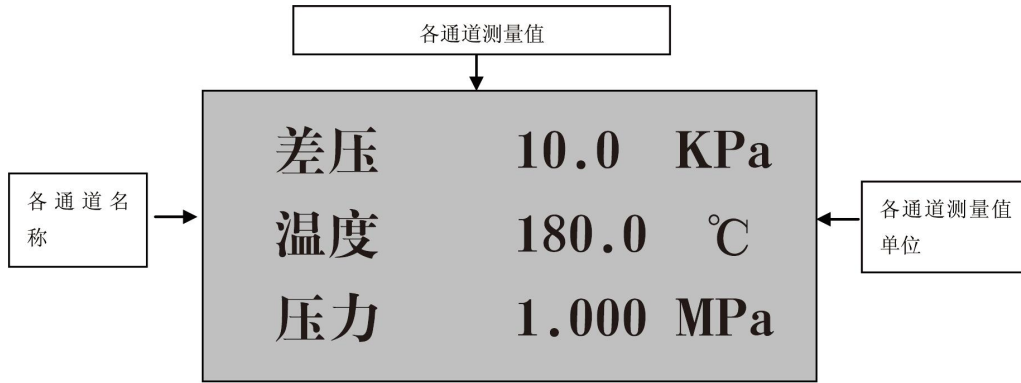 各通道测量值
差压 10.0 KPa
各通道名
称
温度 180.0 ℃
各通道测量值
单位
压力 1.000 MPa